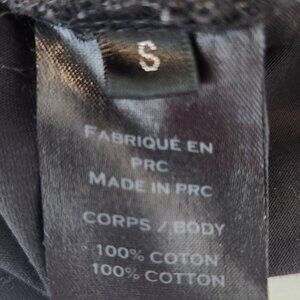 S
FABRIQUÉ EN
PRC
MADE IN PRC
CORPS / BODY
100% COTON
100% COTTON